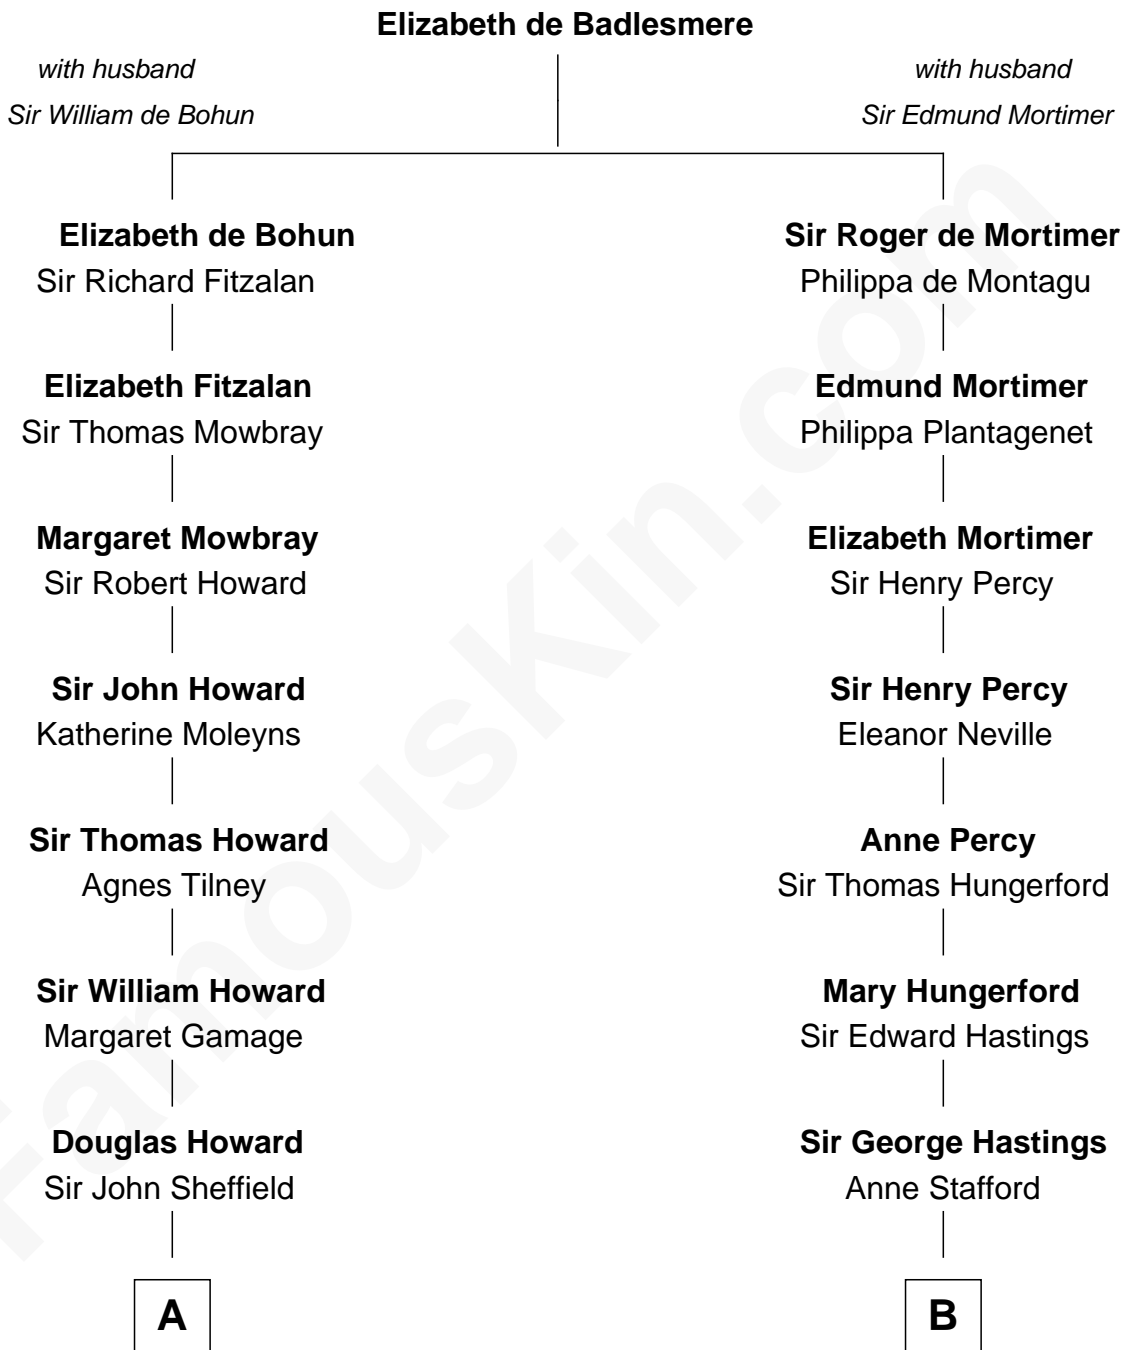 Elizabeth de Badlesmere
with husband
Sir William de Bohun
with husband
Sir Edmund Mortimer
Elizabeth de Bohun
Sir Richard Fitzalan
Sir Roger de Mortimer
Philippa de Montagu
Elizabeth Fitzalan
Sir Thomas Mowbray
Edmund Mortimer
Philippa Plantagenet
Margaret Mowbray
Sir Robert Howard
Elizabeth Mortimer
Sir Henry Percy
Sir John Howard
Katherine Moleyns
Sir Henry Percy
Eleanor Neville
Sir Thomas Howard
Agnes Tilney
Anne Percy
Sir Thomas Hungerford
Sir William Howard
Margaret Gamage
Mary Hungerford
Sir Edward Hastings
Douglas Howard
Sir John Sheffield
Sir George Hastings
Anne Stafford
A
B
FamousKin.com